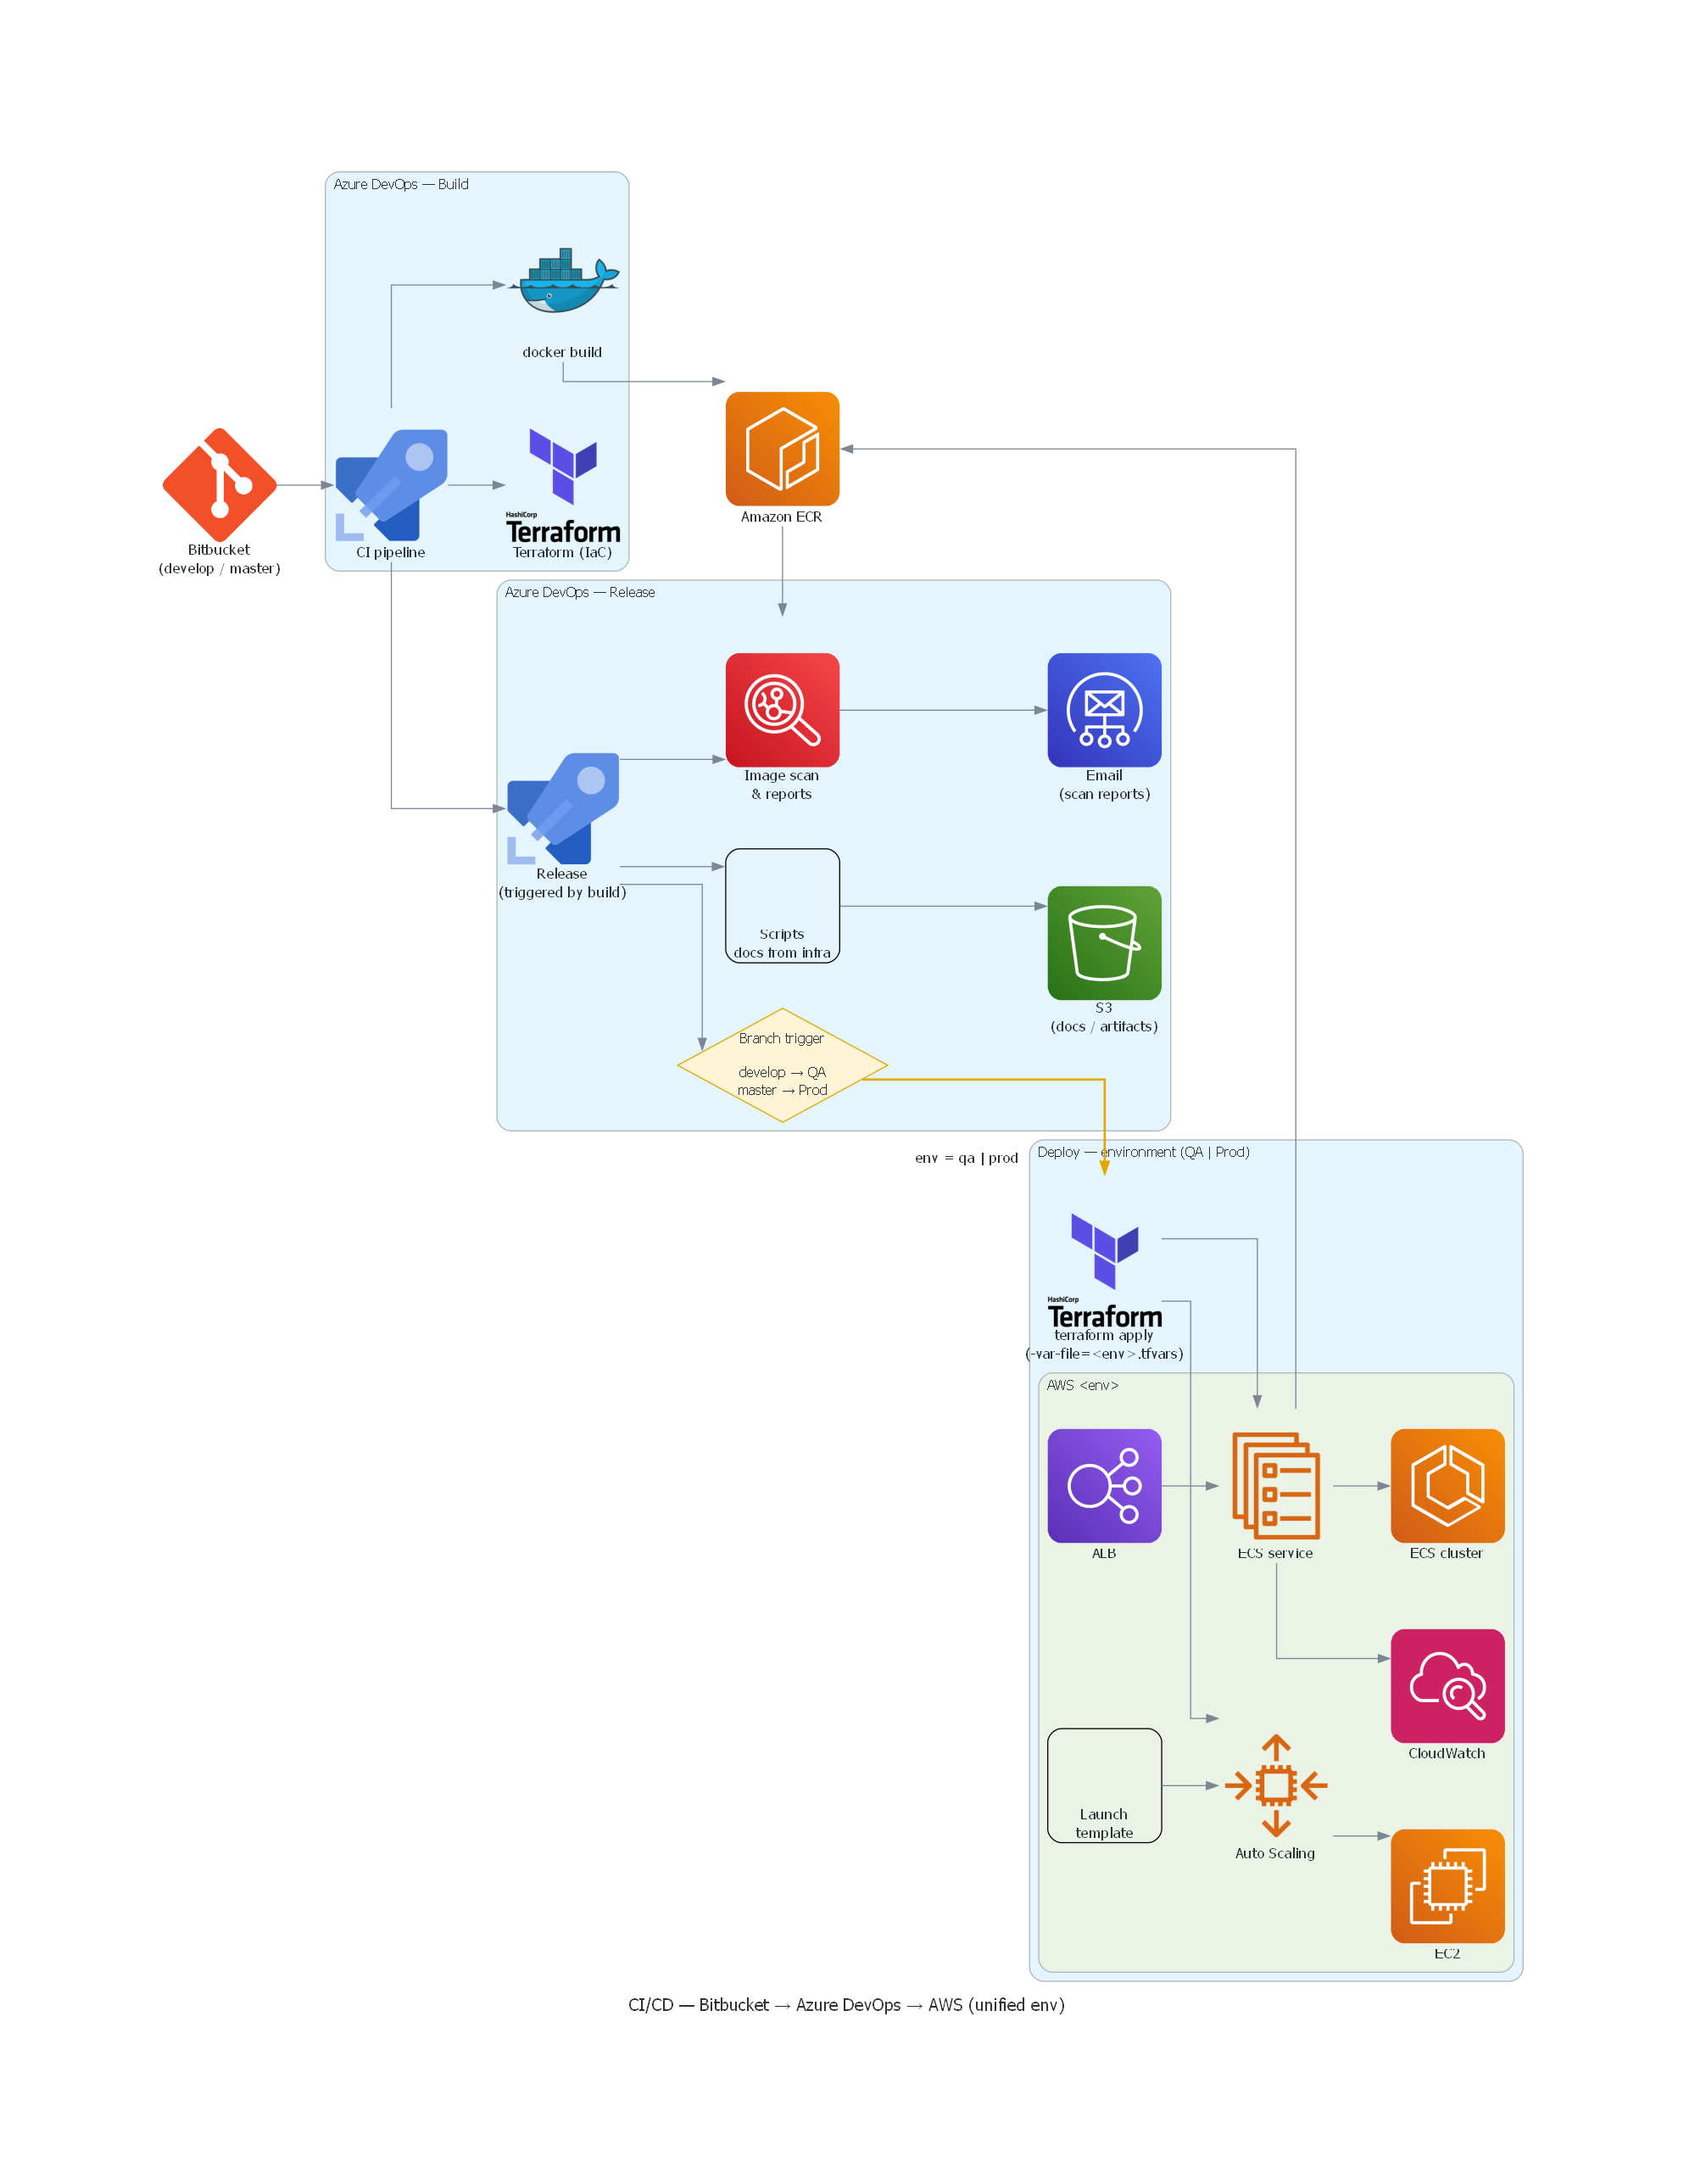 Azure DevOps — Build
docker build
HashiCorp
Terraform
Terraform (IaC)
CI pipeline
Bitbucket
(develop / master)
Amazon ECR
Azure DevOps — Release
Image scan
& reports
Email
(scan reports)
Release
(triggered by build)
Scripts
docs from infra
S3
(docs / artifacts)
Branch trigger
develop → QA
master → Prod
env = qa | prod
Deploy — environment (QA | Prod)
HashiCorp
Terraform
terraform apply
(-var-file=<env>.tfvars)
AWS <env>
ALB
ECS service
ECS cluster
CloudWatch
Launch
template
Auto Scaling
EC2
CI/CD — Bitbucket → Azure DevOps → AWS (unified env)